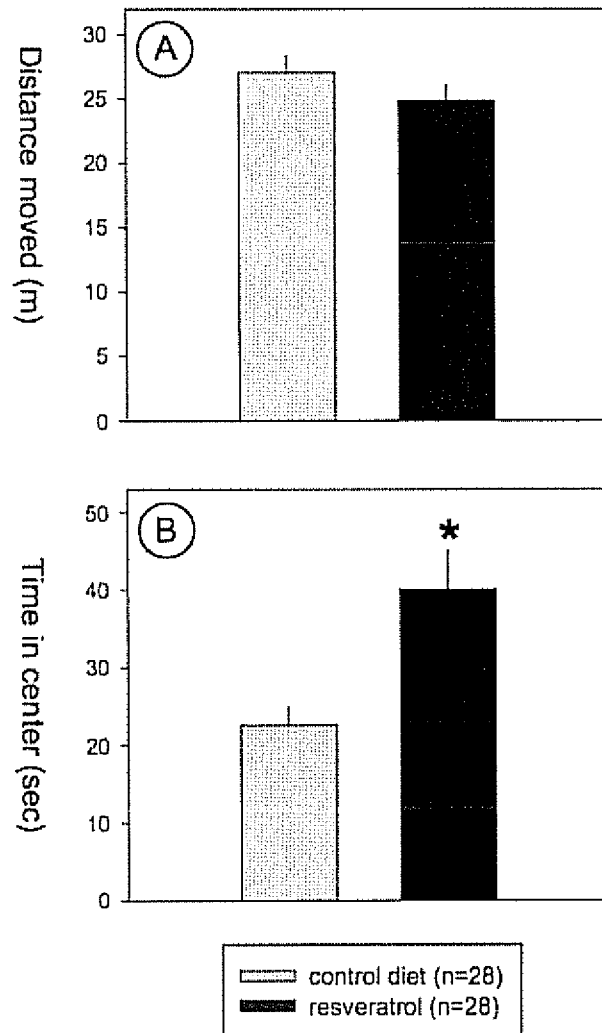 A
Distance moved (m)
30
25
20
15
10
5
0
B
*
Time in center (sec)
50
40
30
20
10
0
control diet (n=28)
resveratrol (n=28)